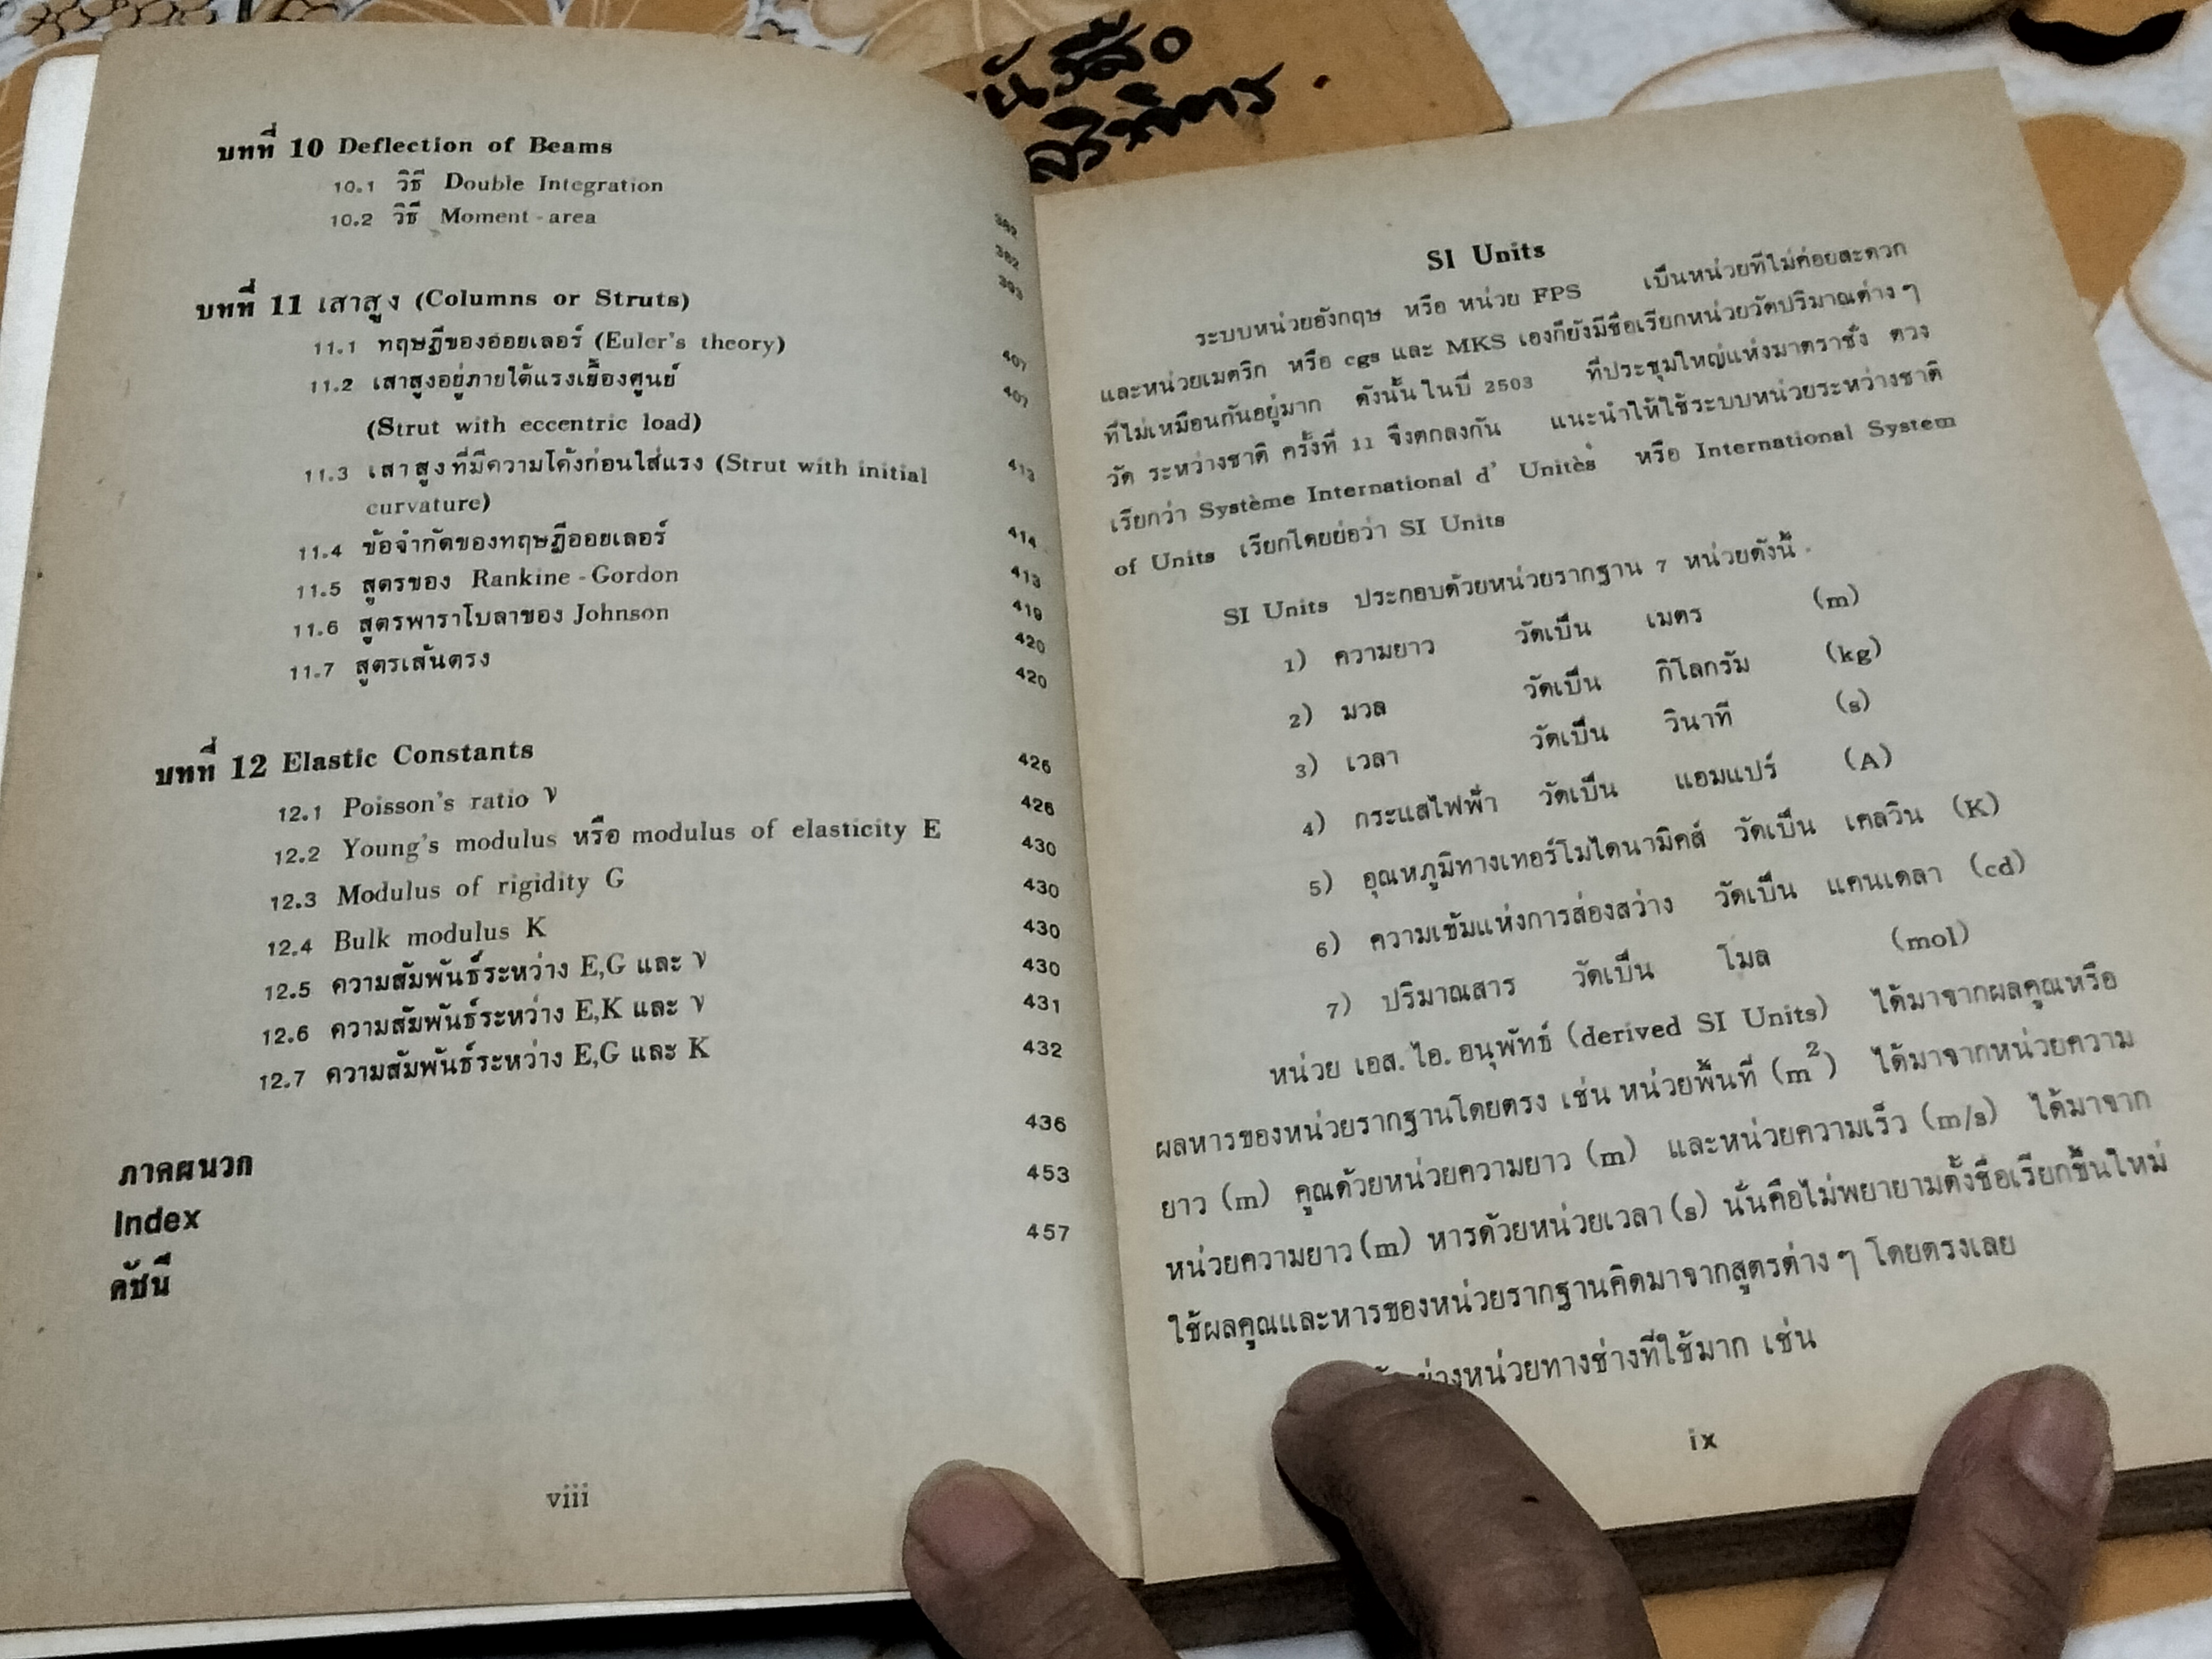 บทที่ 10 Deflection of Beams 382
10.1 วิธี Double Integration 382
10.2 วิธี Moment-area 393
บทที่ 11 เสาสูง (Columns or Struts) 407
11.1 ทฤษฎีของออยเลอร์ (Euler's theory) 407
11.2 เสาสูงอยู่ภายใต้แรงเยื้องศูนย์
(Strut with eccentric load) 413
11.3 เสาสูงที่มีความโค้งก่อนใส่แรง (Strut with initial
curvature) 414
11.4 ข้อจำกัดของทฤษฎีออยเลอร์ 413
11.5 สูตรของ Rankine-Gordon 419
11.6 สูตรพาราโบลาของ Johnson 420
11.7 สูตรเส้นตรง 420
บทที่ 12 Elastic Constants 426
12.1 Poisson's ratio ν 426
12.2 Young's modulus หรือ modulus of elasticity E 430
12.3 Modulus of rigidity G 430
12.4 Bulk modulus K 430
12.5 ความสัมพันธ์ระหว่าง E,G และ ν 430
12.6 ความสัมพันธ์ระหว่าง E,K และ ν 431
12.7 ความสัมพันธ์ระหว่าง E,G และ K 432
ภาคผนวก 436
Index 453
ดัชนี 457
viii
SI Units
ระบบหน่วยอังกฤษ หรือ หน่วย FPS เป็นหน่วยที่ไม่ค่อยสะดวก
และหน่วยเมตริก หรือ cgs และ MKS เองก็ยังมีชื่อเรียกหน่วยวัดปริมาณต่าง ๆ
ที่ไม่เหมือนกันอยู่มาก ดังนั้นในปี 2503 ที่ประชุมใหญ่แห่งมาตราชั่ง ตวง
วัด ระหว่างชาติ ครั้งที่ 11 จึงตกลงกัน แนะนำให้ใช้ระบบหน่วยระหว่างชาติ
เรียกว่า Système International d' Unitès หรือ International System
of Units เรียกโดยย่อว่า SI Units
SI Units ประกอบด้วยหน่วยรากฐาน 7 หน่วยดังนี้
1) ความยาว วัดเป็น เมตร (m)
2) มวล วัดเป็น กิโลกรัม (kg)
3) เวลา วัดเป็น วินาที (s)
4) กระแสไฟฟ้า วัดเป็น แอมแปร์ (A)
5) อุณหภูมิทางเทอร์โมไดนามิคส์ วัดเป็น เคลวิน (K)
6) ความเข้มแห่งการส่องสว่าง วัดเป็น แคนเดลา (cd)
7) ปริมาณสาร วัดเป็น โมล (mol)
หน่วย เอส. ไอ. อนุพัทธ์ (derived SI Units) ได้มาจากผลคูณหรือ
ผลหารของหน่วยรากฐานโดยตรง เช่น หน่วยพื้นที่ (m²) ได้มาจากหน่วยความ
ยาว (m) คูณด้วยหน่วยความยาว (m) และหน่วยความเร็ว (m/s) ได้มาจาก
หน่วยความยาว (m) หารด้วยหน่วยเวลา (s) นั่นคือไม่พยายามตั้งชื่อเรียกขึ้นใหม่
ใช้ผลคูณและหารของหน่วยรากฐานคิดมาจากสูตรต่าง ๆ โดยตรงเลย
ย่างหน่วยทางช่างที่ใช้มาก เช่น
ix